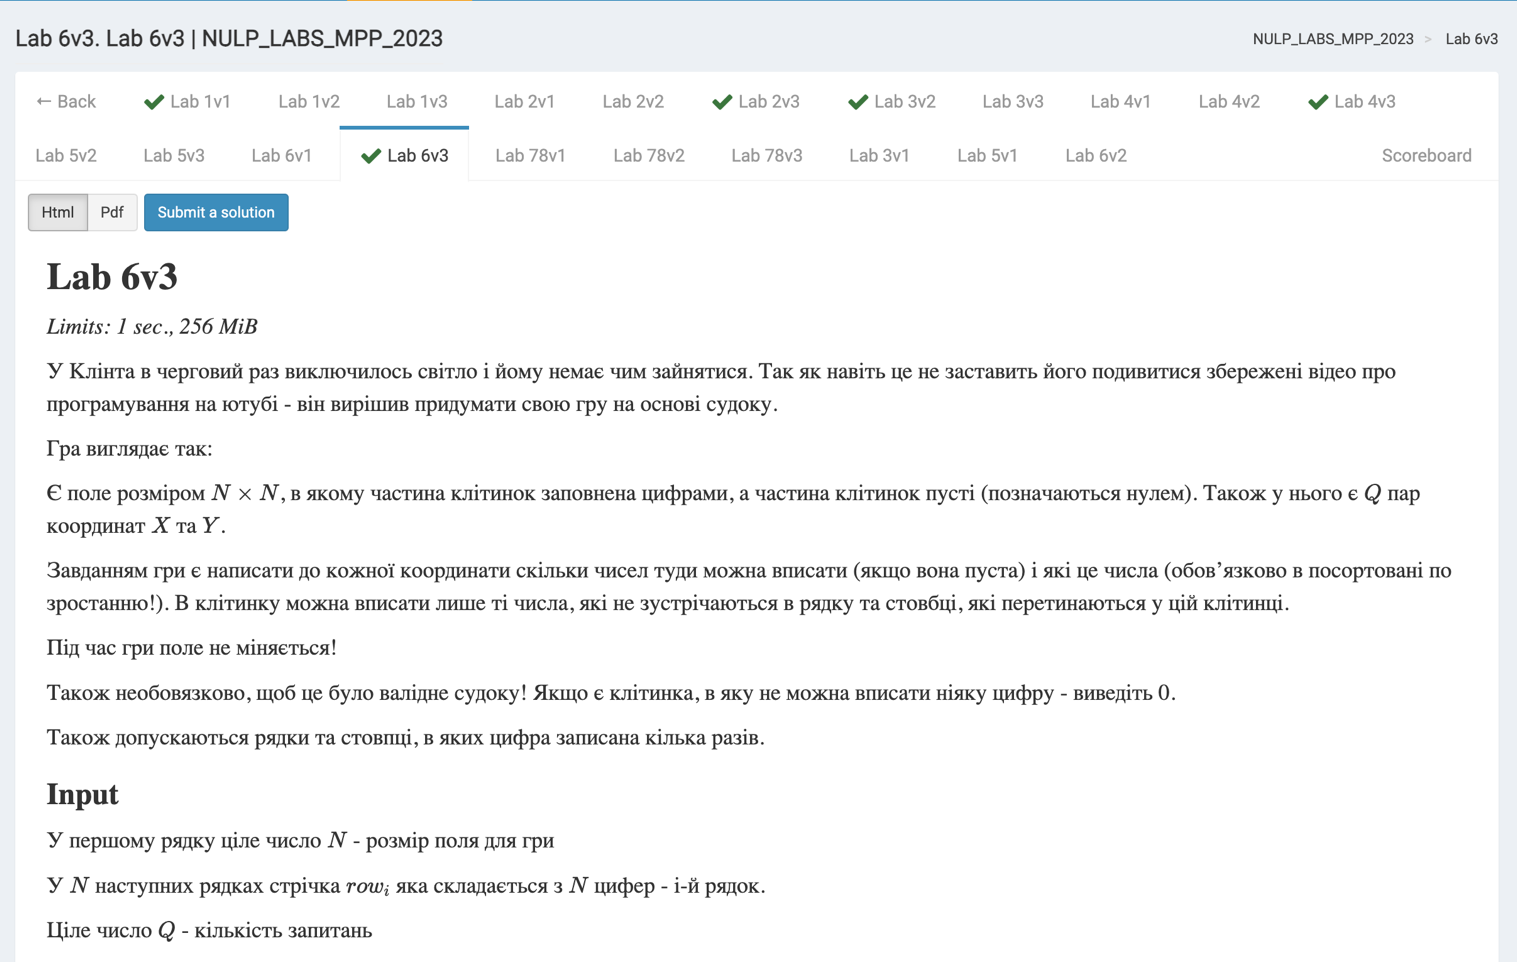 Lab 6v3. Lab 6v3 | NULP_LABS_MPP_2023
NULP_LABS_MPP_2023 > Lab 6v3
← Back Lab 1v1 Lab 1v2 Lab 1v3 Lab 2v1 Lab 2v2 Lab 2v3 Lab 3v2 Lab 3v3 Lab 4v1 Lab 4v2 Lab 4v3
Lab 5v2 Lab 5v3 Lab 6v1 Lab 6v3 Lab 78v1 Lab 78v2 Lab 78v3 Lab 3v1 Lab 5v1 Lab 6v2 Scoreboard
Html Pdf Submit a solution
Lab 6v3
Limits: 1 sec., 256 MiB
У Клінта в черговий раз виключилось світло і йому немає чим зайнятися. Так як навіть це не заставить його подивитися збережені відео про
програмування на ютубі - він вирішив придумати свою гру на основі судоку.
Гра виглядає так:
Є поле розміром N × N, в якому частина клітинок заповнена цифрами, а частина клітинок пусті (позначаються нулем). Також у нього є Q пар
координат X та Y.
Завданням гри є написати до кожної координати скільки чисел туди можна вписати (якщо вона пуста) і які це числа (обов’язково в посортовані по
зростанню!). В клітинку можна вписати лише ті числа, які не зустрічаються в рядку та стовбці, які перетинаються у цій клітинці.
Під час гри поле не міняється!
Також необовязково, щоб це було валідне судоку! Якщо є клітинка, в яку не можна вписати ніяку цифру - виведіть 0.
Також допускаються рядки та стовпці, в яких цифра записана кілька разів.
Input
У першому рядку ціле число N - розмір поля для гри
У N наступних рядках стрічка row_i яка складається з N цифер - i-й рядок.
Ціле число Q - кількість запитань